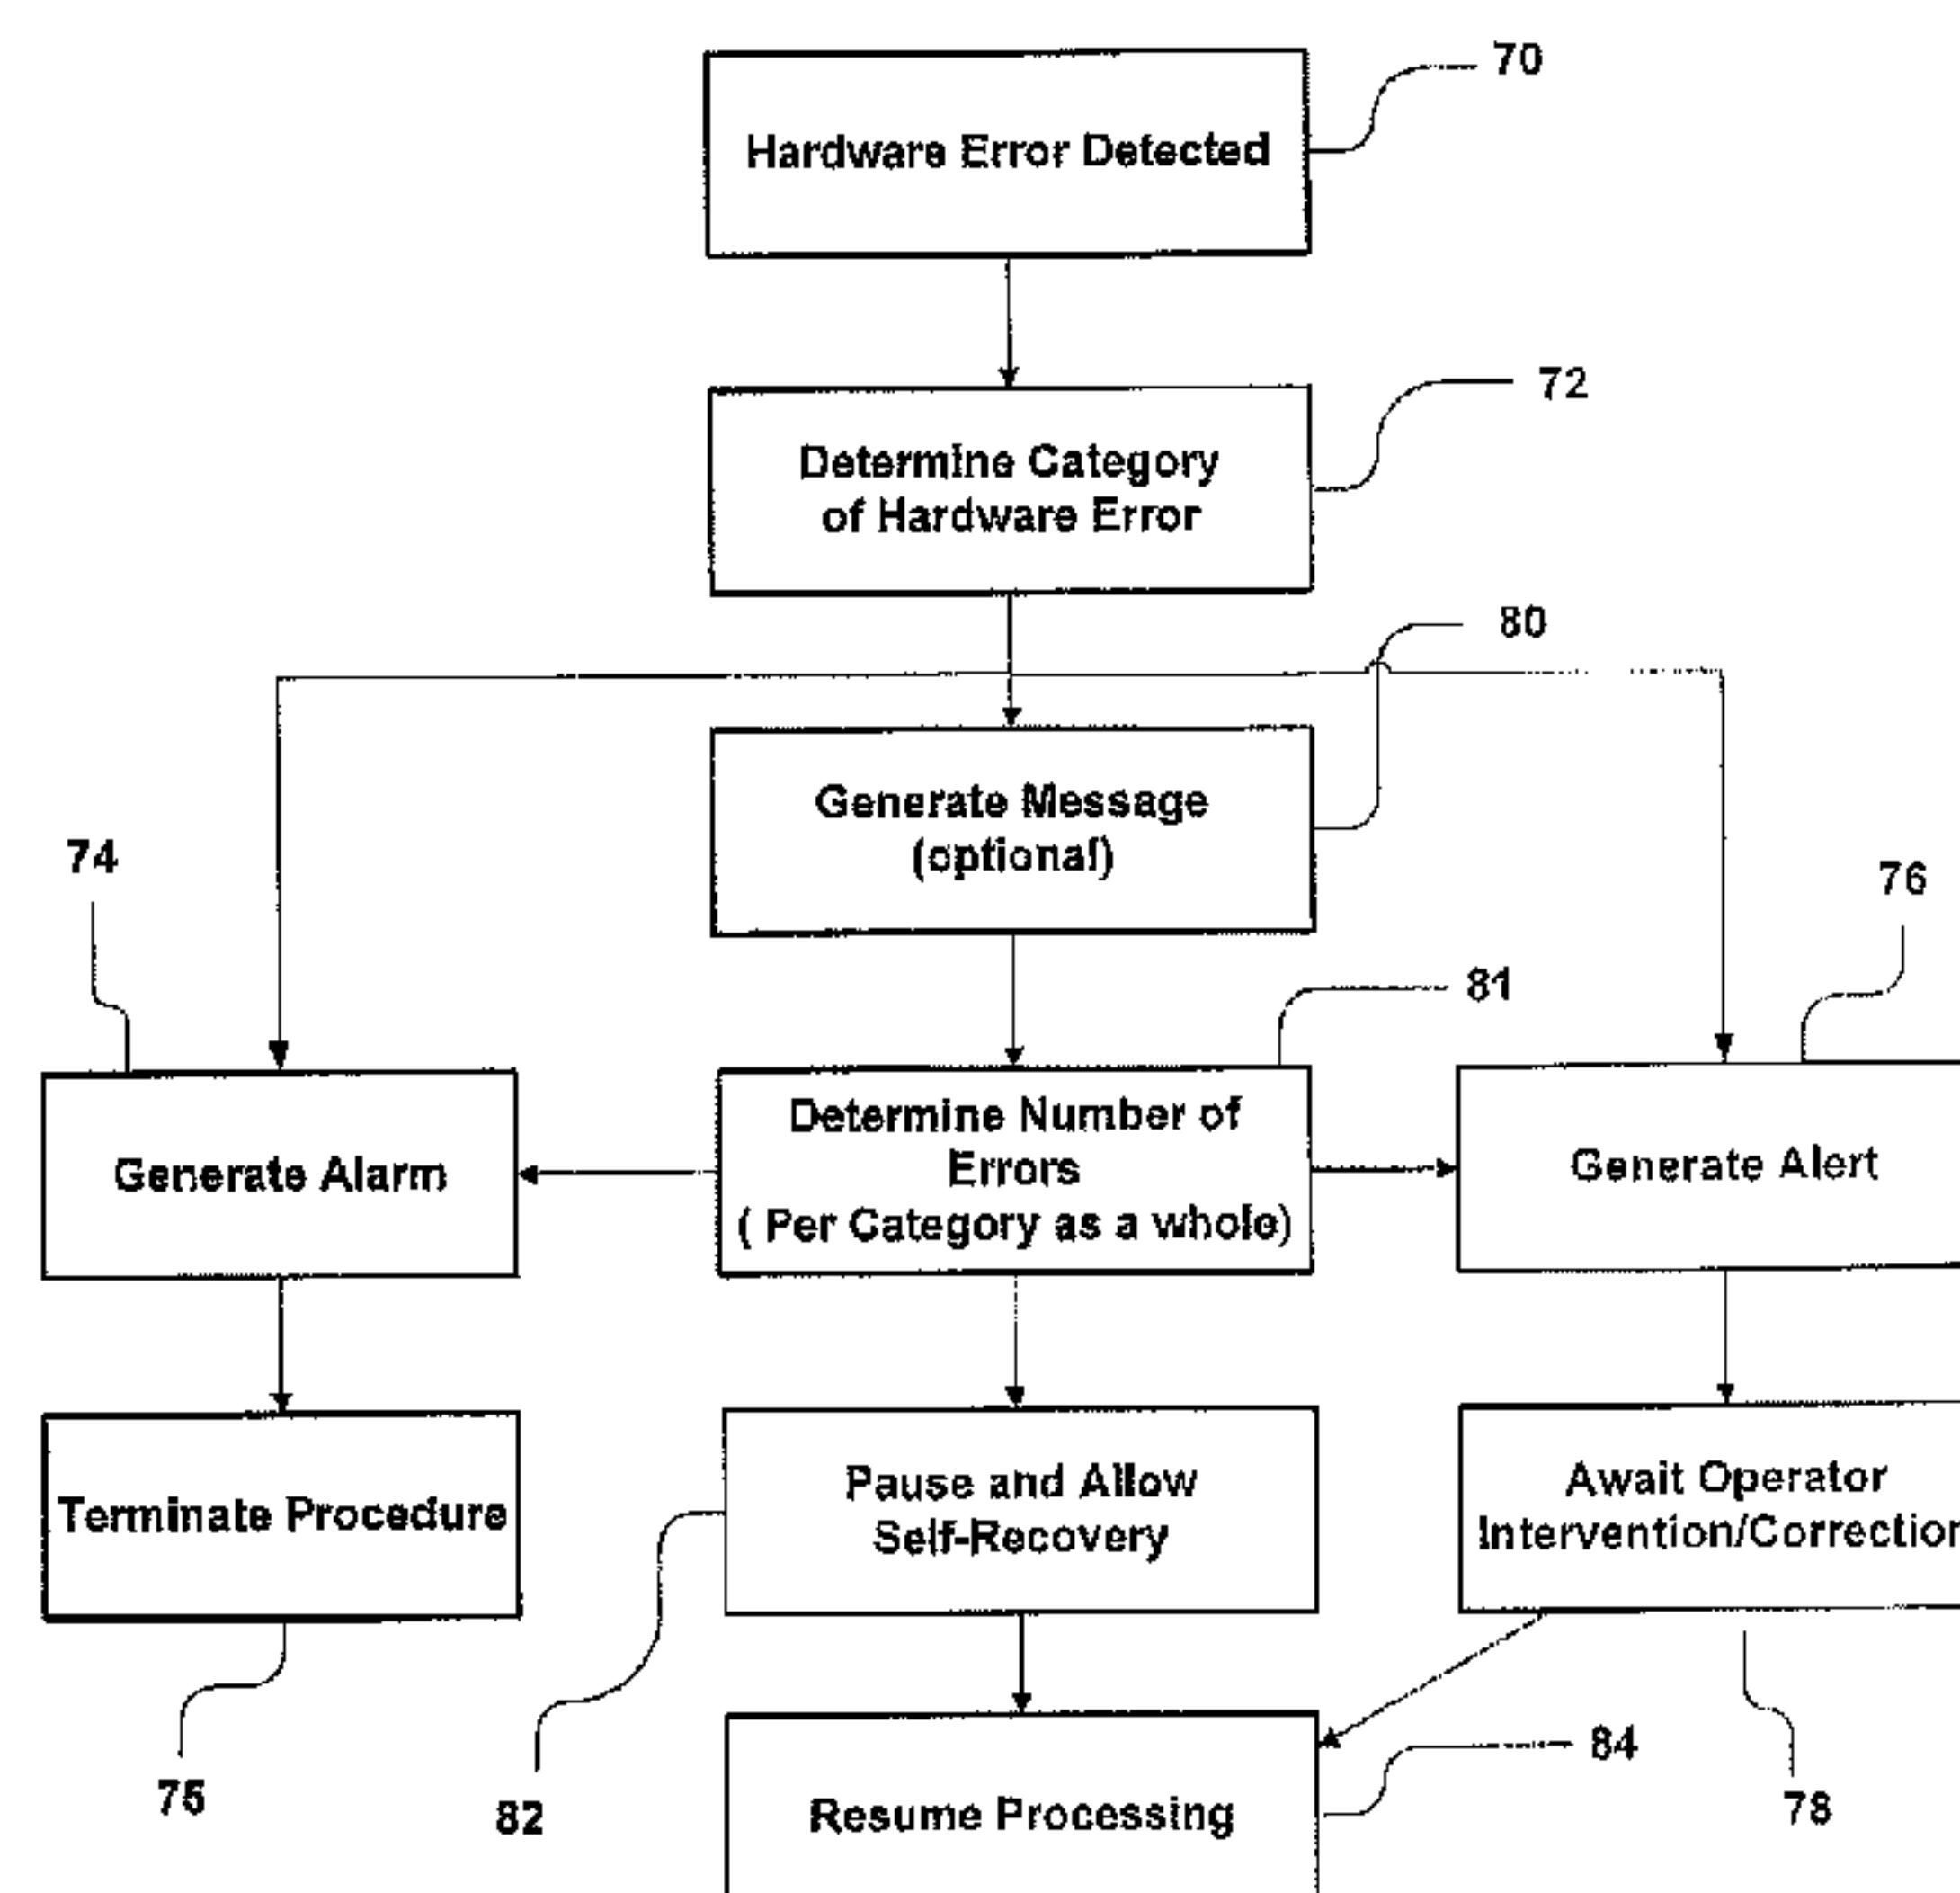 70
Hardware Error Detected
72
Determine Category
of Hardware Error
80
Generate Message
(optional)
74
76
81
Generate Alarm
Determine Number of
Errors
( Per Category as a whole)
Generate Alert
Terminate Procedure
Pause and Allow
Self-Recovery
Await Operator
Intervention/Correction
75
82
84
78
Resume Processing